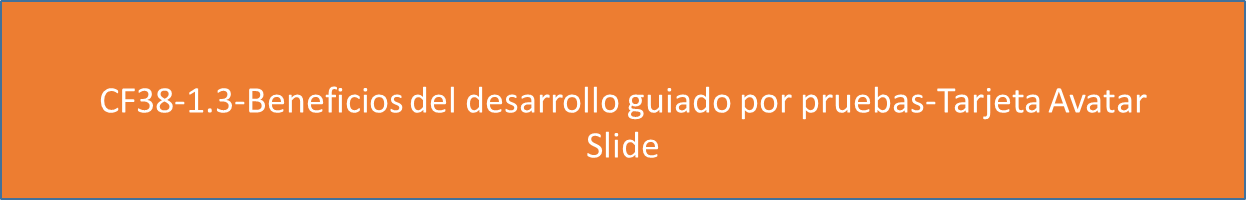 CF38-1.3-Beneficios del desarrollo guiado por pruebas-Tarjeta Avatar
Slide